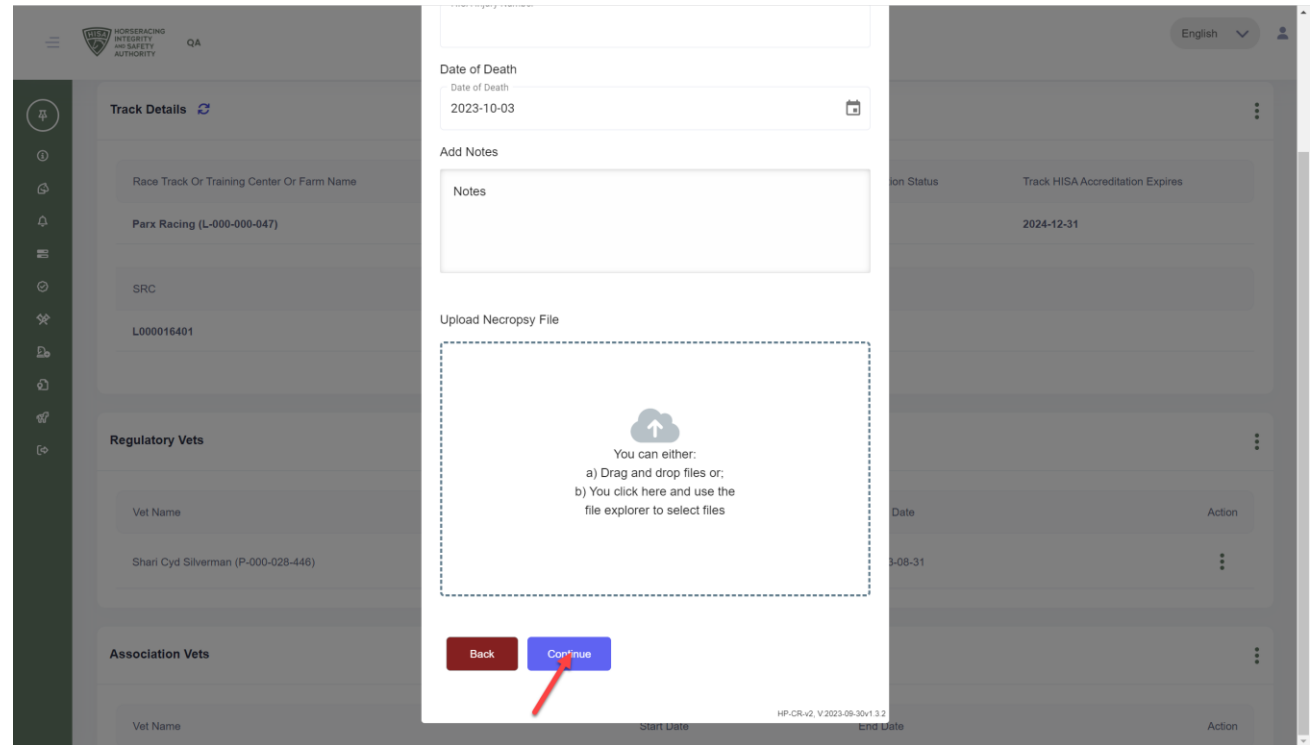 HISA
HORSERACING
INTEGRITY
AND SAFETY
AUTHORITY
QA
English
Date of Death
Date of Death
2023-10-03
Add Notes
Notes
Upload Necropsy File
You can either:
a) Drag and drop files or;
b) You click here and use the
file explorer to select files
Back
Continue
HP-CR-v2, V:2023-09-30v1.3.2
Track Details
Race Track Or Training Center Or Farm Name
ion Status
Track HISA Accreditation Expires
Parx Racing (L-000-000-047)
2024-12-31
SRC
L000016401
Regulatory Vets
Vet Name
Date
Action
Shari Cyd Silverman (P-000-028-446)
3-08-31
Association Vets
Vet Name
Start Date
End Date
Action